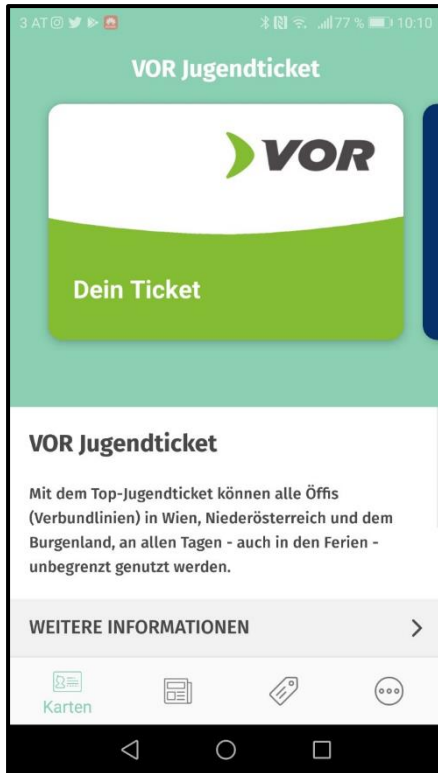 3 AT 77 % 10:10
VOR Jugendticket
VOR
Dein Ticket
VOR Jugendticket
Mit dem Top-Jugendticket können alle Öffis
(Verbundlinien) in Wien, Niederösterreich und dem
Burgenland, an allen Tagen - auch in den Ferien -
unbegrenzt genutzt werden.
WEITERE INFORMATIONEN
Karten